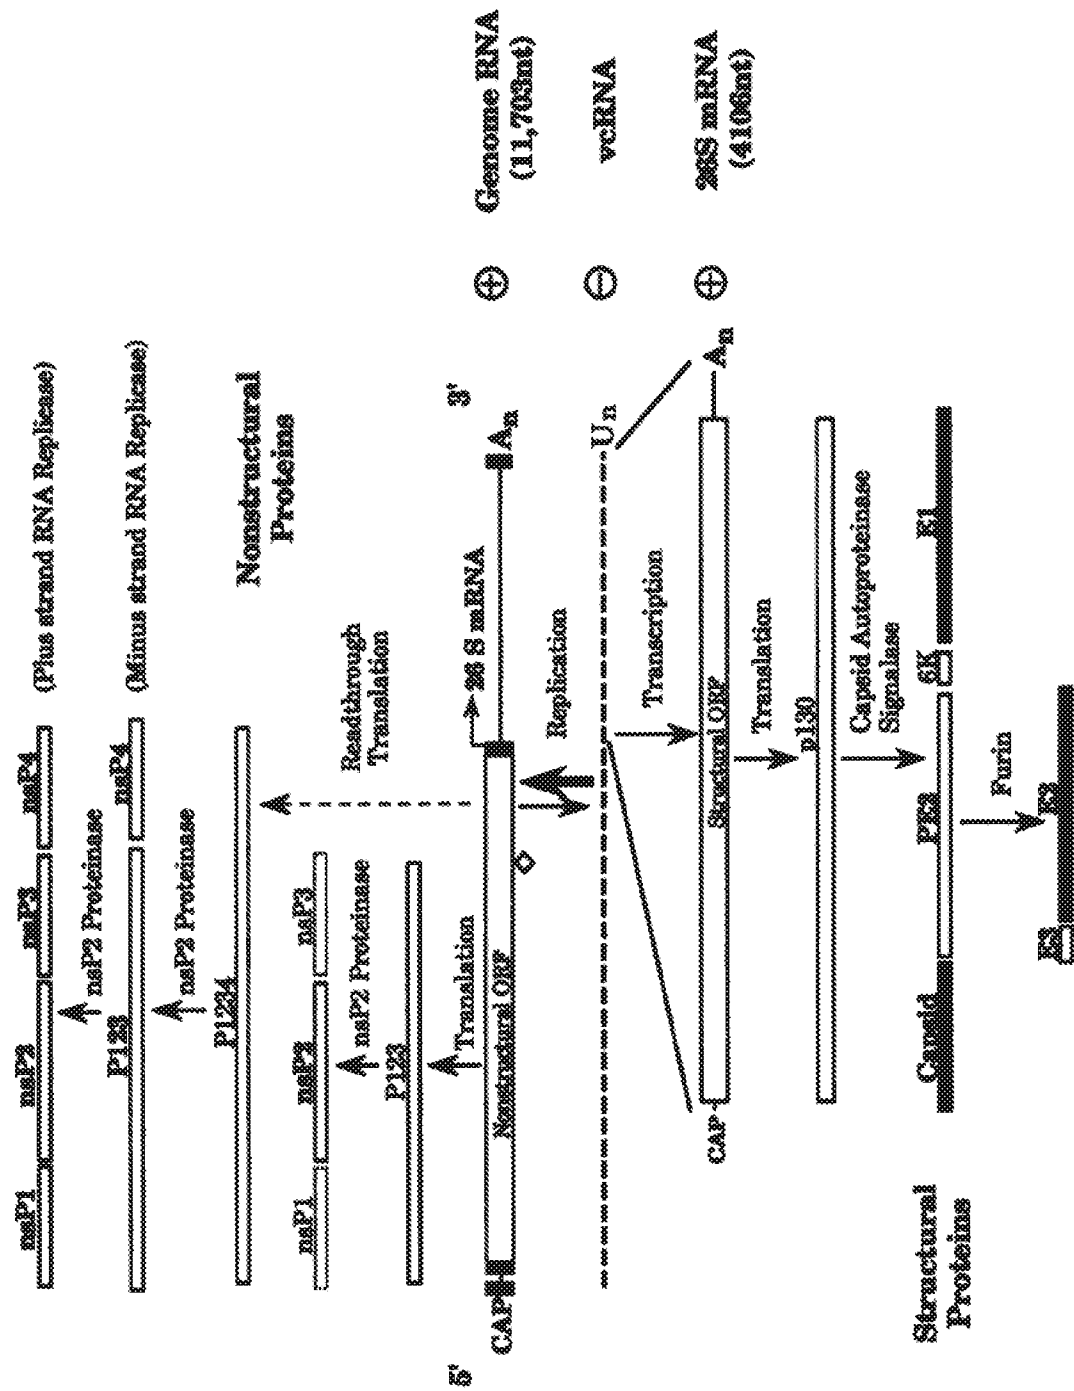 nsP1 nsP2 nsP3 nsP4 (Plus strand RNA Replicase)
nsP2 Proteinase
P123 nsP4 (Minus strand RNA Replicase)
nsP2 Proteinase
P1234
Nonstructural
Proteins
nsP1 nsP2 nsP3
nsP2 Proteinase
Readthrough
Translation
P123
Translation
26 S mRNA
5' 3'
CAP Nonstructural ORF An
⊕ Genome RNA
(11,703nt)
Replication
Un ⊖ vcRNA
Transcription
CAP Structural ORF An
⊕ 26S mRNA
(4106nt)
Translation
p130
Capsid Autoproteinase
Signalase
Structural
Proteins
Capsid PE2 6K E1
Furin
E3 E2